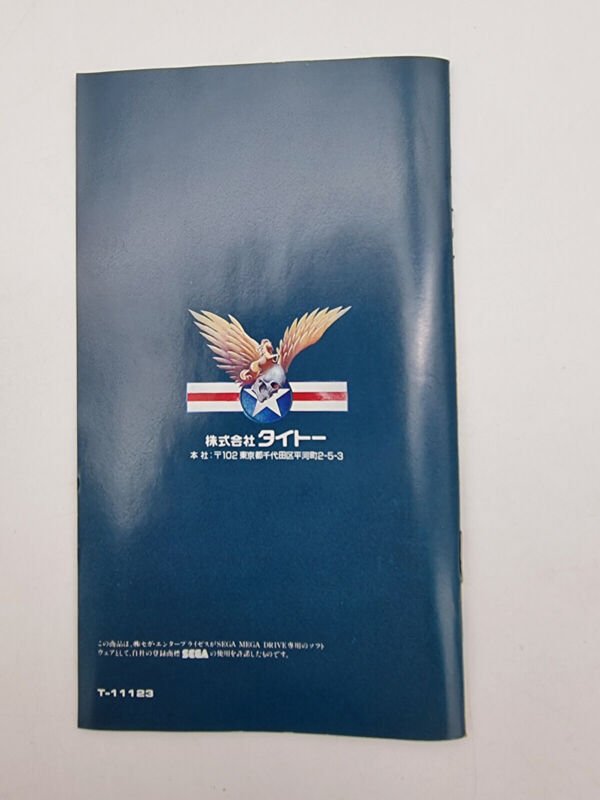 株式会社 タイトー
本社:〒102 東京都千代田区平河町2-5-3
この商品は、㈱セガ・エンタープライゼスがSEGA MEGA DRIVE専用のソフト
ウェアとして、自社の登録商標 SEGA の使用を許諾したものです。
T-11123